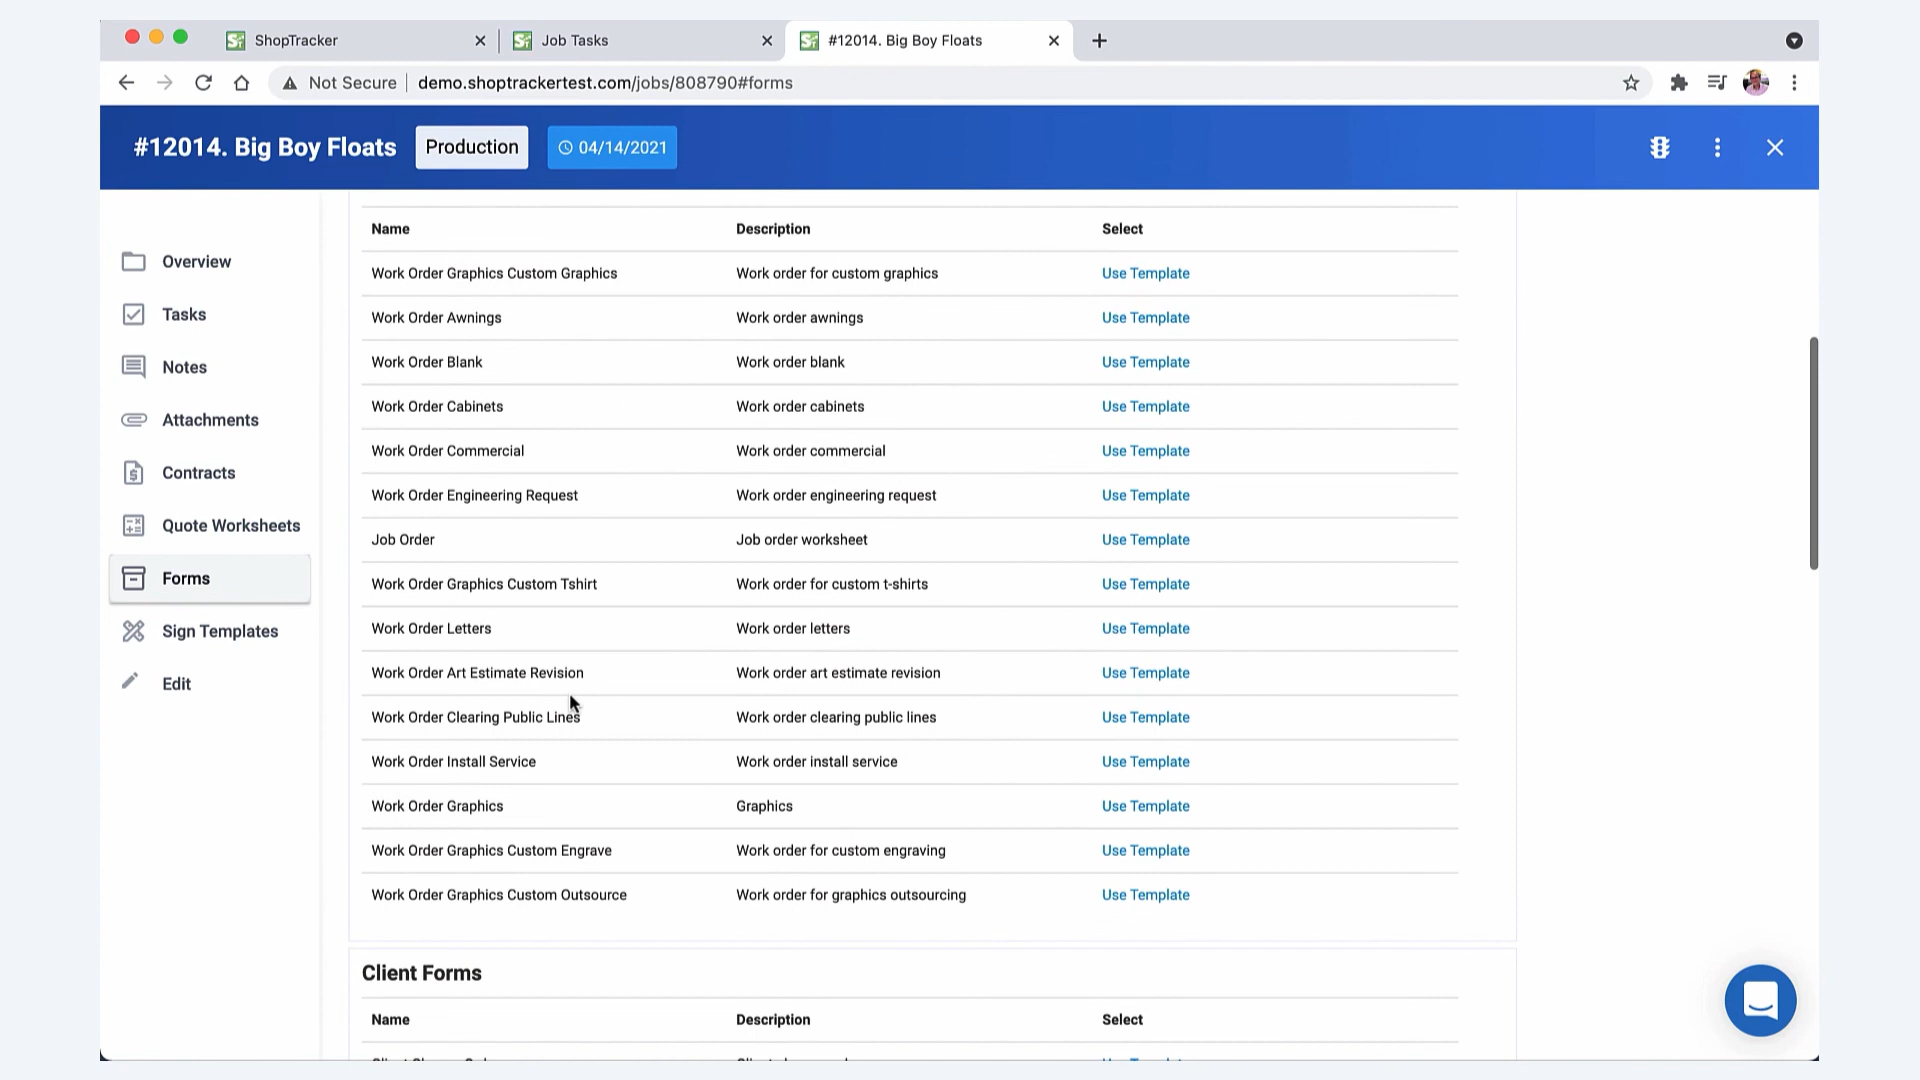 ShopTracker
Job Tasks
#12014. Big Boy Floats
Not Secure
demo.shoptrackertest.com/jobs/808790#forms
#12014. Big Boy Floats
Production
04/14/2021
Overview
Tasks
Notes
Attachments
Contracts
Quote Worksheets
Forms
Sign Templates
Edit
Name Description Select
Work Order Graphics Custom Graphics Work order for custom graphics Use Template
Work Order Awnings Work order awnings Use Template
Work Order Blank Work order blank Use Template
Work Order Cabinets Work order cabinets Use Template
Work Order Commercial Work order commercial Use Template
Work Order Engineering Request Work order engineering request Use Template
Job Order Job order worksheet Use Template
Work Order Graphics Custom Tshirt Work order for custom t-shirts Use Template
Work Order Letters Work order letters Use Template
Work Order Art Estimate Revision Work order art estimate revision Use Template
Work Order Clearing Public Lines Work order clearing public lines Use Template
Work Order Install Service Work order install service Use Template
Work Order Graphics Graphics Use Template
Work Order Graphics Custom Engrave Work order for custom engraving Use Template
Work Order Graphics Custom Outsource Work order for graphics outsourcing Use Template
Client Forms
Name Description Select